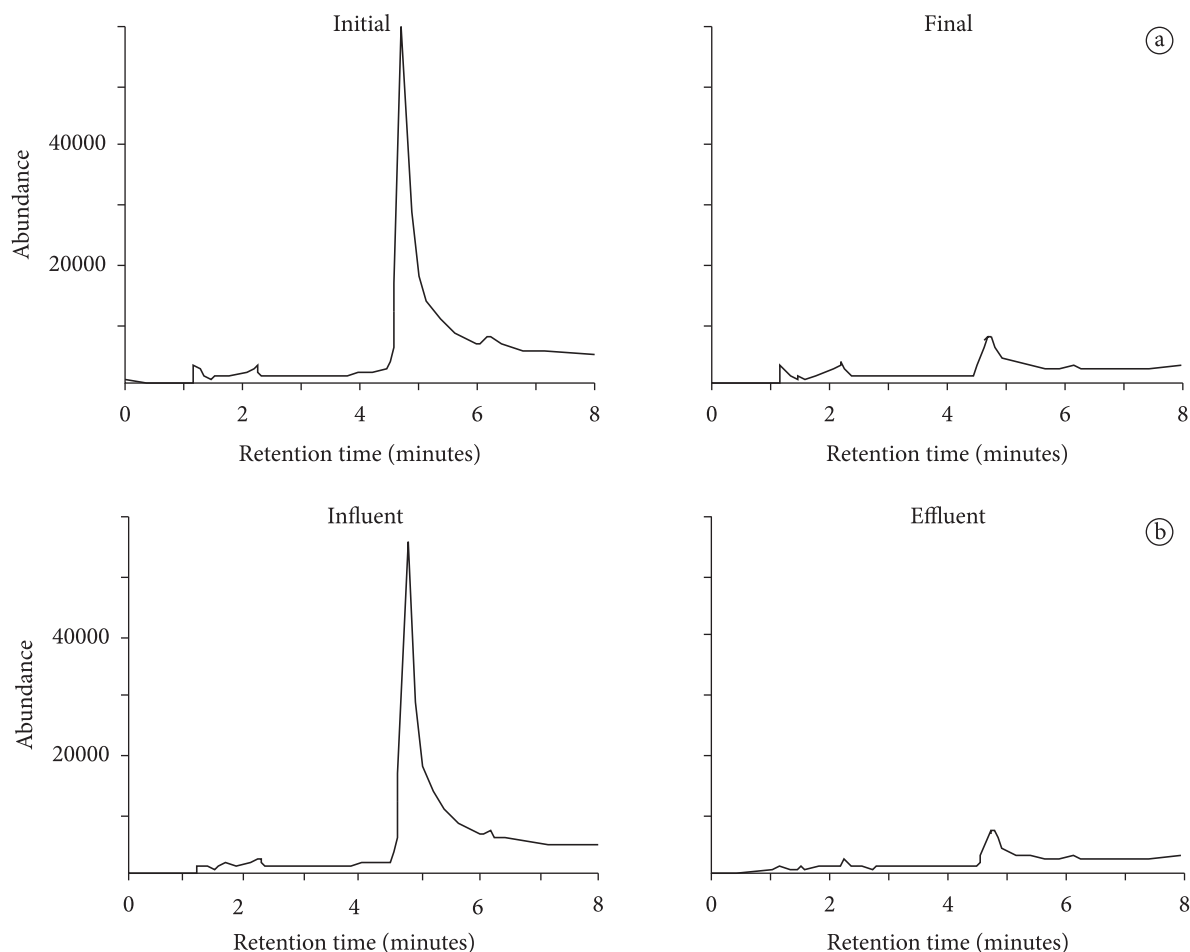 Initial
Final
a
Abundance
40000
20000
0 2 4 6 8
0 2 4 6 8
Retention time (minutes)
Retention time (minutes)
Influent
Effluent
b
Abundance
40000
20000
0 2 4 6 8
0 2 4 6 8
Retention time (minutes)
Retention time (minutes)